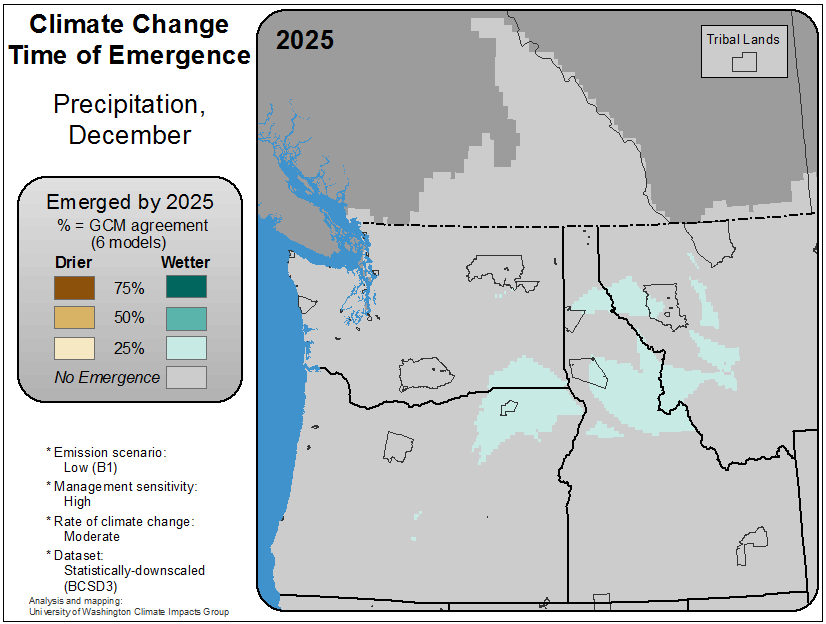 Climate Change
Time of Emergence
Precipitation,
December
Emerged by 2025
% = GCM agreement
(6 models)
Drier Wetter
75%
50%
25%
No Emergence
* Emission scenario:
Low (B1)
* Management sensitivity:
High
* Rate of climate change:
Moderate
* Dataset:
Statistically-downscaled
(BCSD3)
Analysis and mapping:
University of Washington Climate Impacts Group
2025
Tribal Lands